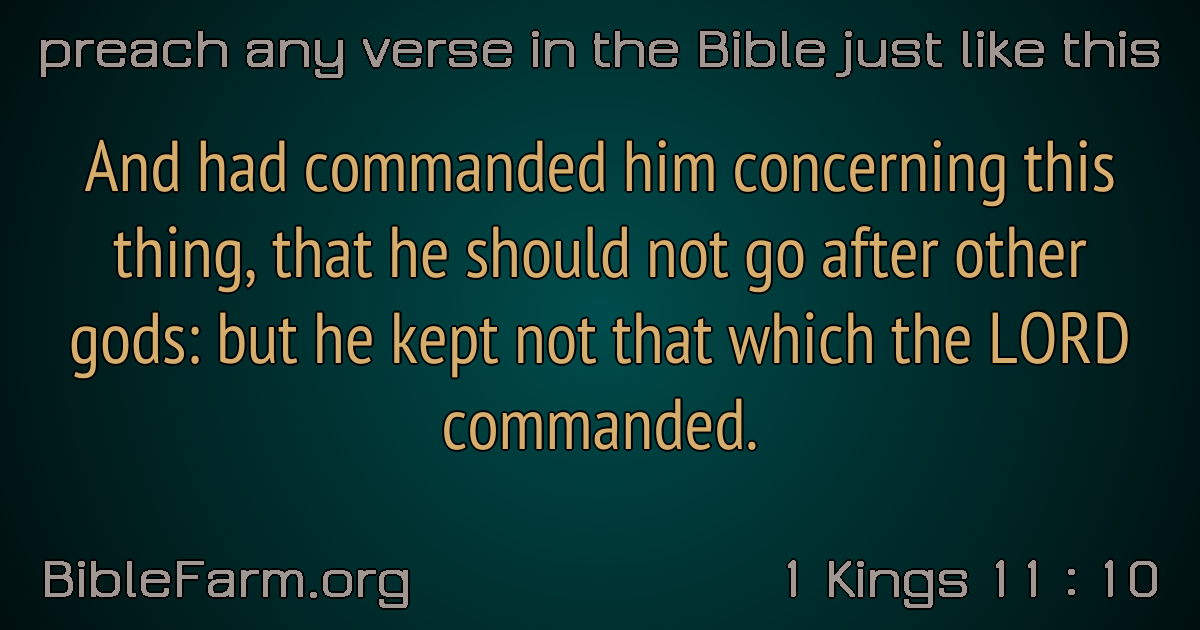 preach any verse in the Bible just like this
And had commanded him concerning this
thing, that he should not go after other
gods: but he kept not that which the LORD
commanded.
BibleFarm.org
1 Kings 11 : 10